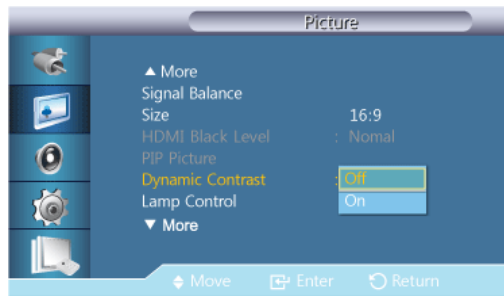 Picture
▲ More
Signal Balance
Size 16:9
HDMI Black Level : Nomal
PIP Picture
Dynamic Contrast : Off
On
Lamp Control
▼ More
Move Enter Return